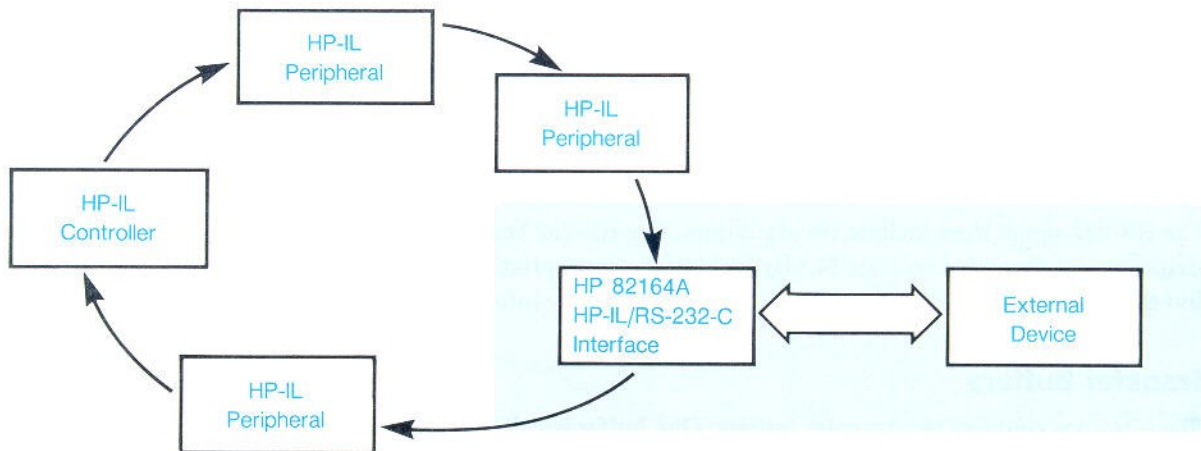 HP-IL
Peripheral
HP-IL
Peripheral
HP-IL
Controller
HP 82164A
HP-IL/RS-232-C
Interface
External
Device
HP-IL
Peripheral